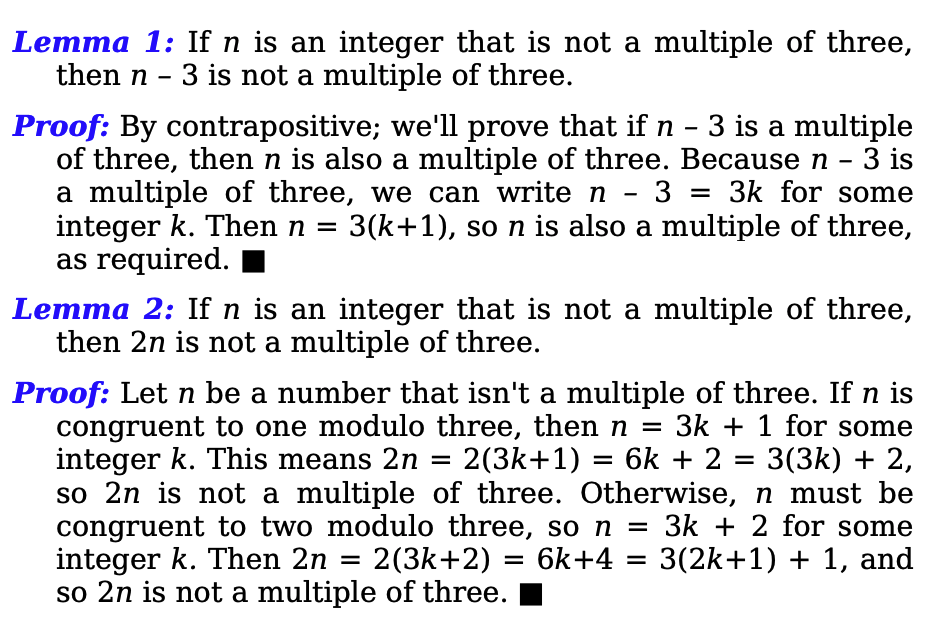 Lemma 1: If n is an integer that is not a multiple of three,
then n – 3 is not a multiple of three.
Proof: By contrapositive; we'll prove that if n – 3 is a multiple
of three, then n is also a multiple of three. Because n – 3 is
a multiple of three, we can write n – 3 = 3k for some
integer k. Then n = 3(k+1), so n is also a multiple of three,
as required. ■
Lemma 2: If n is an integer that is not a multiple of three,
then 2n is not a multiple of three.
Proof: Let n be a number that isn't a multiple of three. If n is
congruent to one modulo three, then n = 3k + 1 for some
integer k. This means 2n = 2(3k+1) = 6k + 2 = 3(3k) + 2,
so 2n is not a multiple of three. Otherwise, n must be
congruent to two modulo three, so n = 3k + 2 for some
integer k. Then 2n = 2(3k+2) = 6k+4 = 3(2k+1) + 1, and
so 2n is not a multiple of three. ■